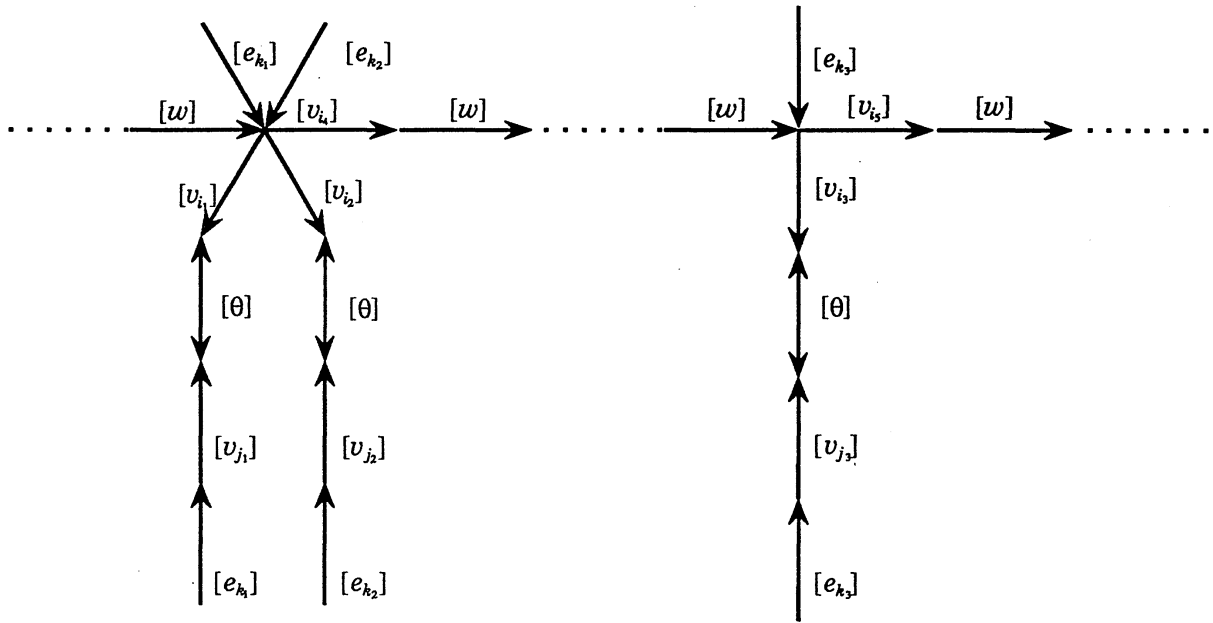 [e_{k_1}] [e_{k_2}] [e_{k_3}]
[w] [v_{i_4}] [w] [w] [v_{i_5}] [w]
[v_{i_1}] [v_{i_2}] [v_{i_3}]
[θ] [θ] [θ]
[v_{j_1}] [v_{j_2}] [v_{j_3}]
[e_{k_1}] [e_{k_2}] [e_{k_3}]